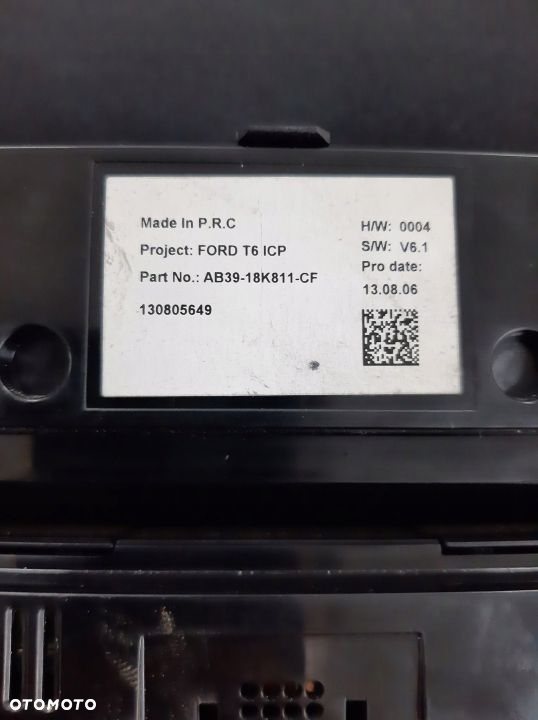 Made In P.R.C
Project: FORD T6 ICP
Part No.: AB39-18K811-CF
130805649
H/W: 0004
S/W: V6.1
Pro date:
13.08.06
OTOMOTO